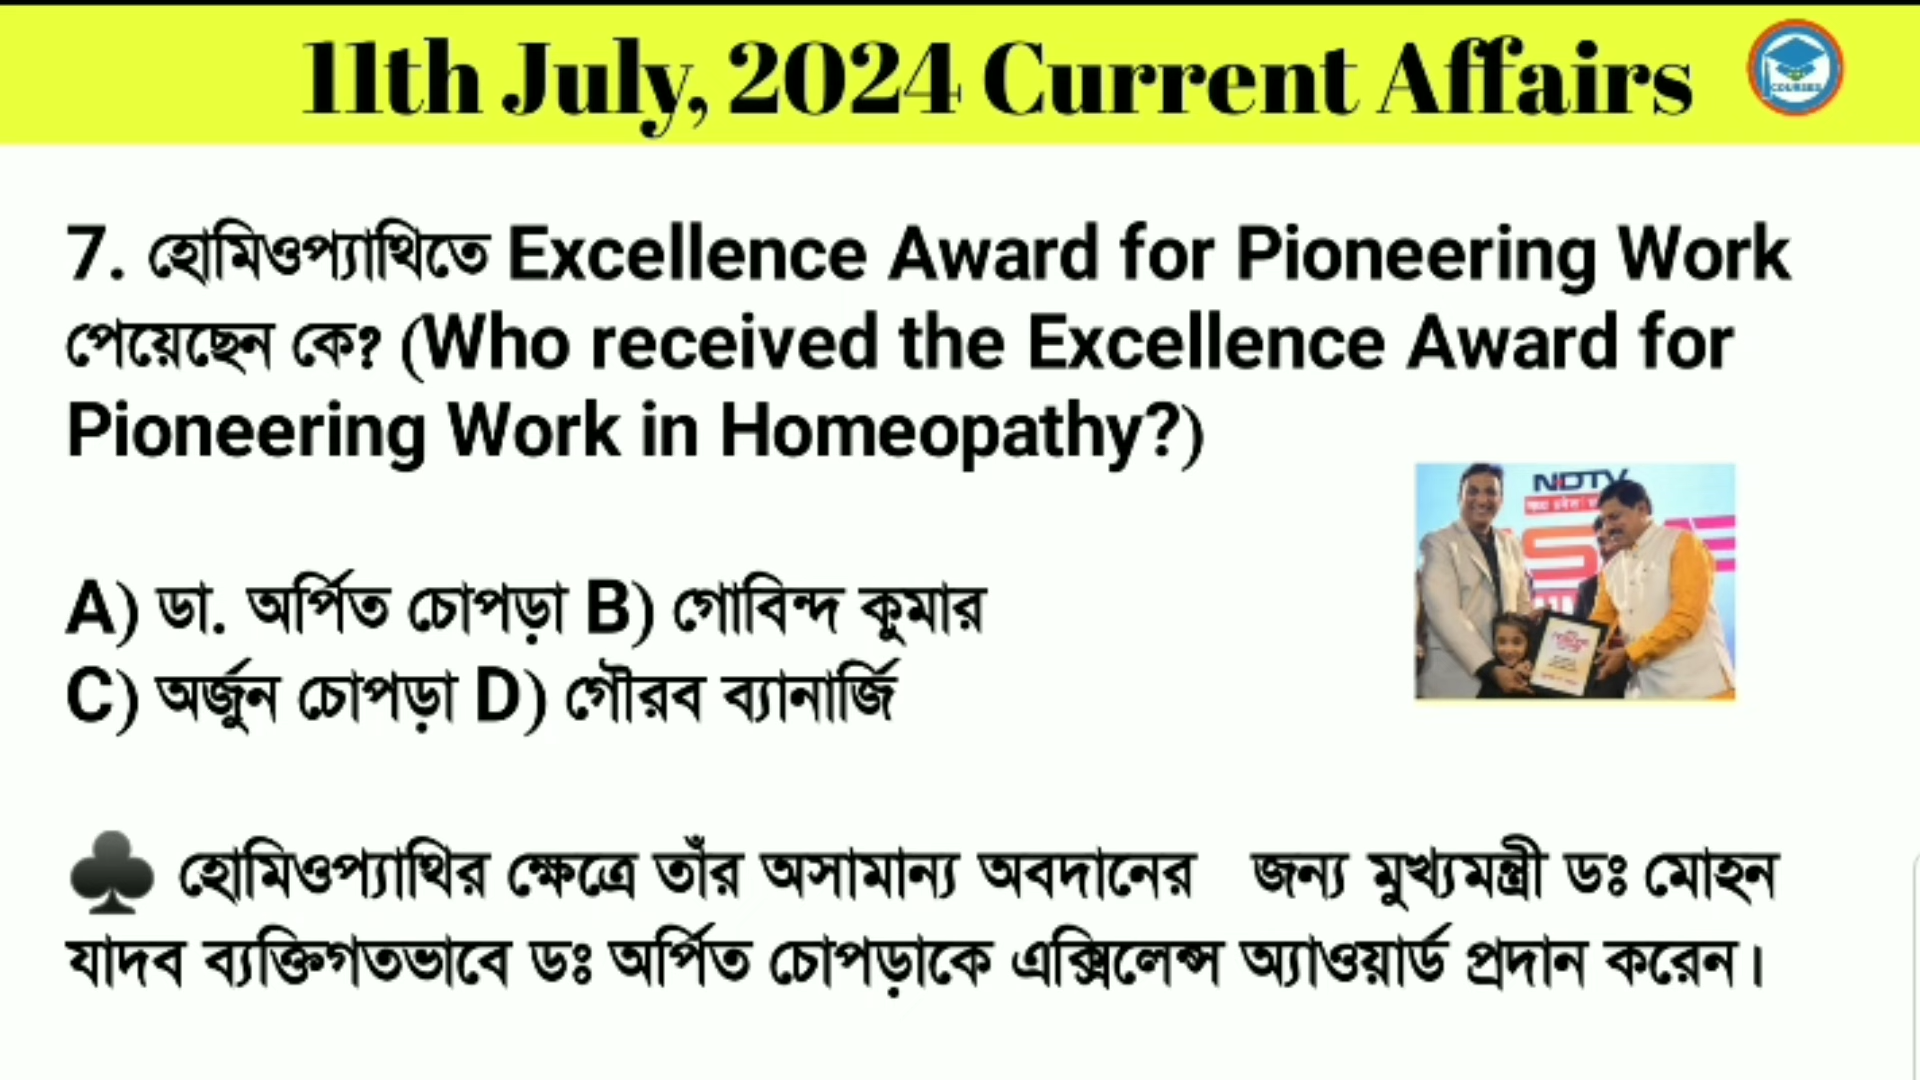 11th July, 2024 Current Affairs
COURSES
7. হোমিওপ্যাথিতে Excellence Award for Pioneering Work
পেয়েছেন কে? (Who received the Excellence Award for
Pioneering Work in Homeopathy?)
NDTV
A) ডা. অর্পিত চোপড়া B) গোবিন্দ কুমার
C) অর্জুন চোপড়া D) গৌরব ব্যানার্জি
♣ হোমিওপ্যাথির ক্ষেত্রে তাঁর অসামান্য অবদানের জন্য মুখ্যমন্ত্রী ডঃ মোহন
যাদব ব্যক্তিগতভাবে ডঃ অর্পিত চোপড়াকে এক্সিলেন্স অ্যাওয়ার্ড প্রদান করেন।